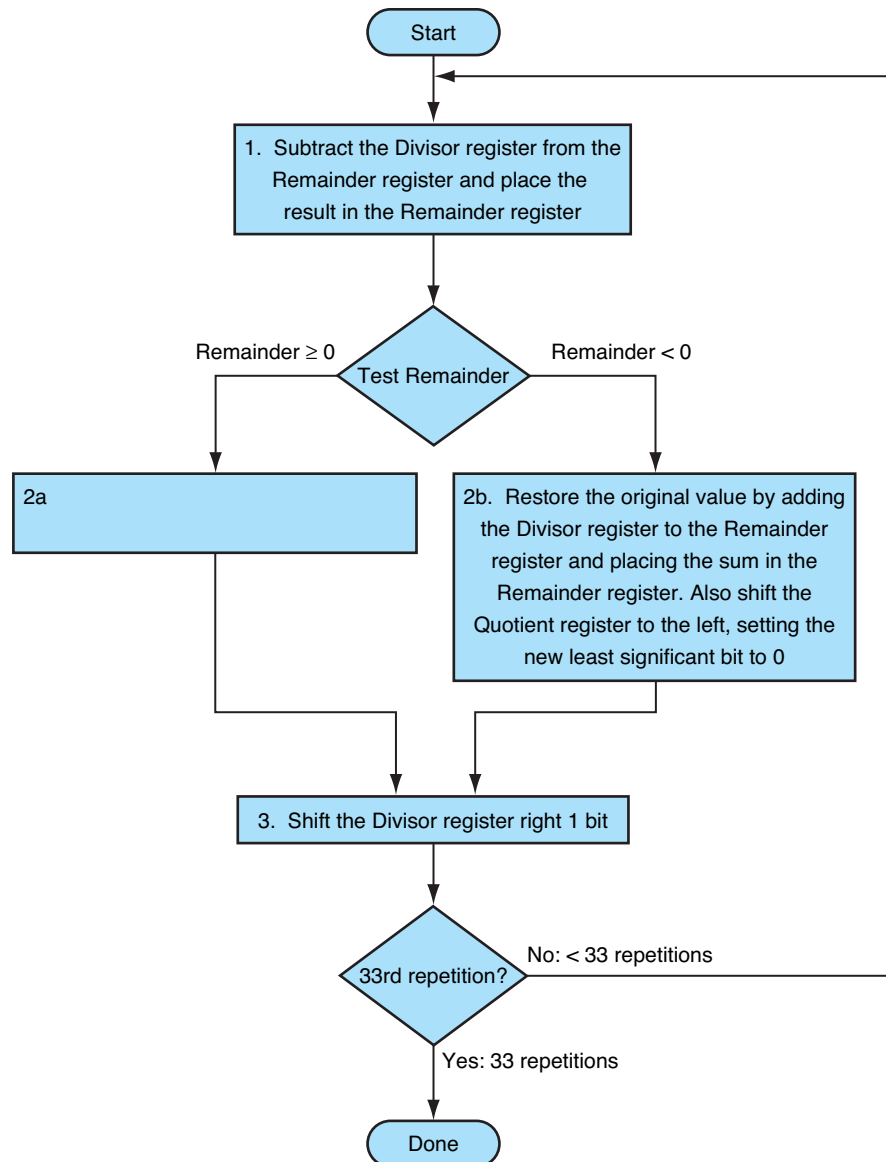 Start
1. Subtract the Divisor register from the
Remainder register and place the
result in the Remainder register
Remainder ≥ 0
Remainder < 0
Test Remainder
2a
2b. Restore the original value by adding
the Divisor register to the Remainder
register and placing the sum in the
Remainder register. Also shift the
Quotient register to the left, setting the
new least significant bit to 0
3. Shift the Divisor register right 1 bit
No: < 33 repetitions
33rd repetition?
Yes: 33 repetitions
Done